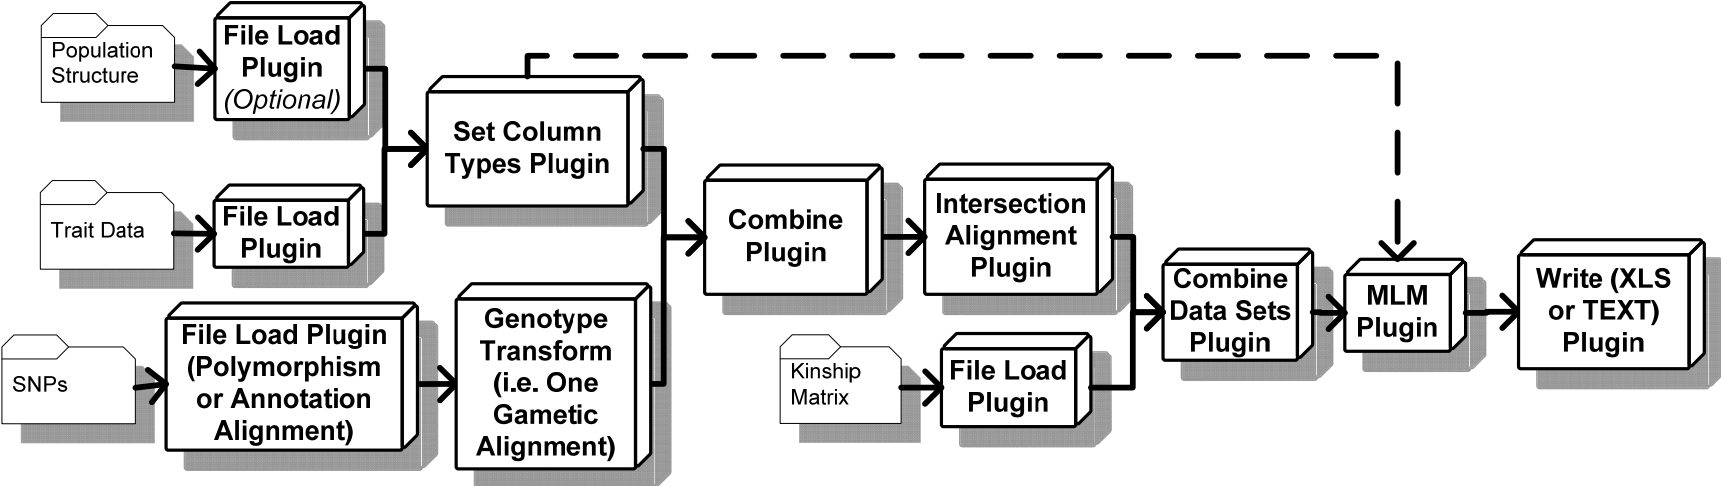 Population
Structure
File Load
Plugin
(Optional)
Set Column
Types Plugin
Trait Data
File Load
Plugin
SNPs
File Load Plugin
(Polymorphism
or Annotation
Alignment)
Genotype
Transform
(i.e. One
Gametic
Alignment)
Combine
Plugin
Intersection
Alignment
Plugin
Kinship
Matrix
File Load
Plugin
Combine
Data Sets
Plugin
MLM
Plugin
Write (XLS
or TEXT)
Plugin